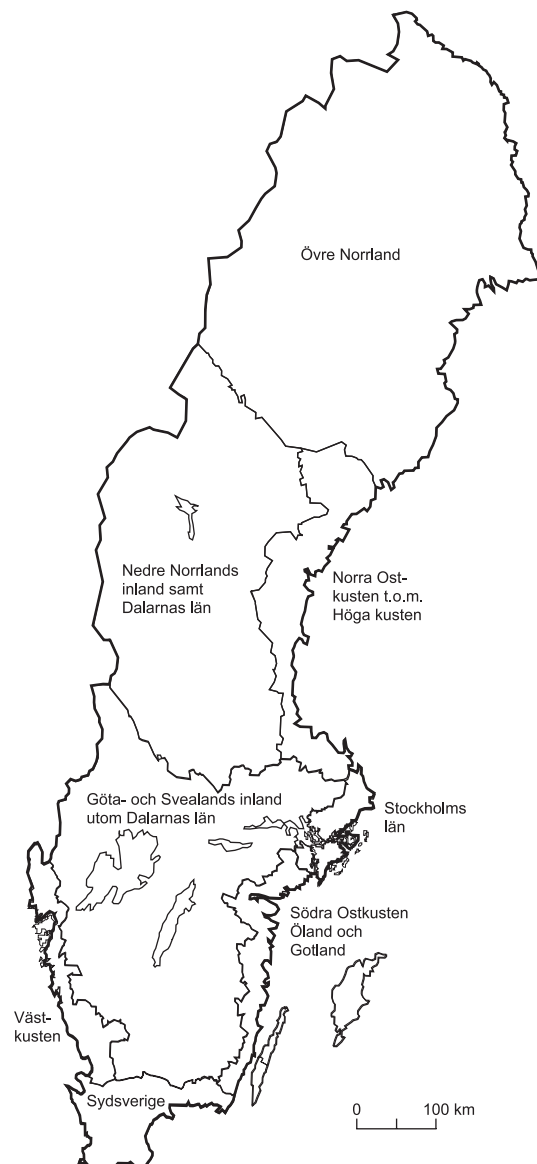 Övre Norrland
Nedre Norrlands
inland samt
Dalarnas län
Norra Ost-
kusten t.o.m.
Höga kusten
Göta- och Svealands inland
utom Dalarnas län
Stockholms
län
Södra Ostkusten
Öland och
Gotland
Väst-
kusten
Sydsverige
0 100 km